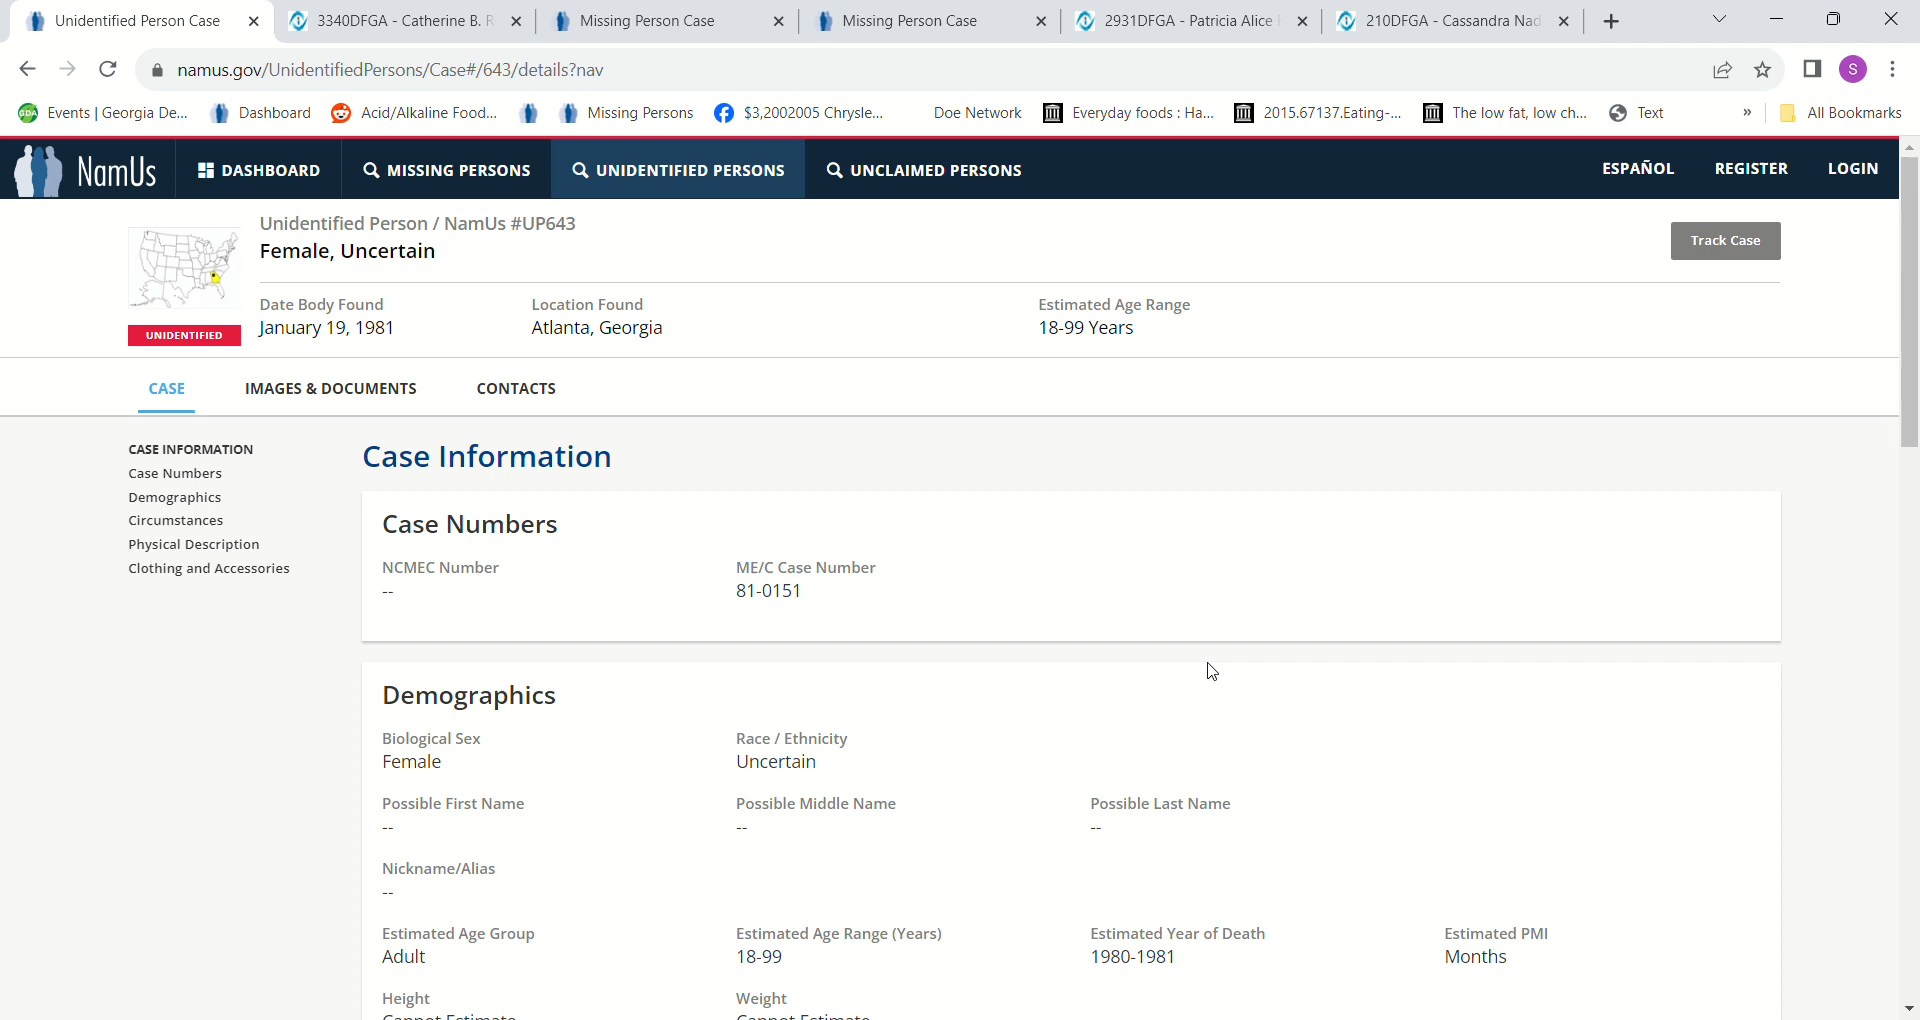 Unidentified Person Case
3340DFGA - Catherine B. R
Missing Person Case
Missing Person Case
2931DFGA - Patricia Alice
210DFGA - Cassandra Nad
namus.gov/UnidentifiedPersons/Case#/643/details?nav
S
GDA
Events | Georgia De...
Dashboard
Acid/Alkaline Food...
Missing Persons
$3,2002005 Chrysle...
Doe Network
Everyday foods : Ha...
2015.67137.Eating-...
The low fat, low ch...
Text
»
All Bookmarks
NamUs
DASHBOARD
MISSING PERSONS
UNIDENTIFIED PERSONS
UNCLAIMED PERSONS
ESPAÑOL
REGISTER
LOGIN
Unidentified Person / NamUs #UP643
Female, Uncertain
Track Case
Date Body Found
Location Found
Estimated Age Range
January 19, 1981
Atlanta, Georgia
18-99 Years
UNIDENTIFIED
CASE
IMAGES & DOCUMENTS
CONTACTS
CASE INFORMATION
Case Numbers
Demographics
Circumstances
Physical Description
Clothing and Accessories
Case Information
Case Numbers
NCMEC Number
ME/C Case Number
--
81-0151
Demographics
Biological Sex
Race / Ethnicity
Female
Uncertain
Possible First Name
Possible Middle Name
Possible Last Name
--
--
--
Nickname/Alias
--
Estimated Age Group
Estimated Age Range (Years)
Estimated Year of Death
Estimated PMI
Adult
18-99
1980-1981
Months
Height
Weight
Cannot Estimate
Cannot Estimate